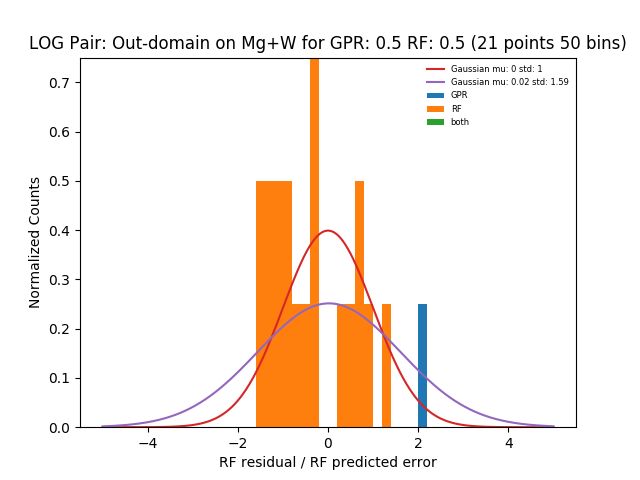 LOG Pair: Out-domain on Mg+W for GPR: 0.5 RF: 0.5 (21 points 50 bins)
Gaussian mu: 0 std: 1
Gaussian mu: 0.02 std: 1.59
GPR
RF
both
Normalized Counts
0.7
0.6
0.5
0.4
0.3
0.2
0.1
0.0
−4
−2
0
2
4
RF residual / RF predicted error